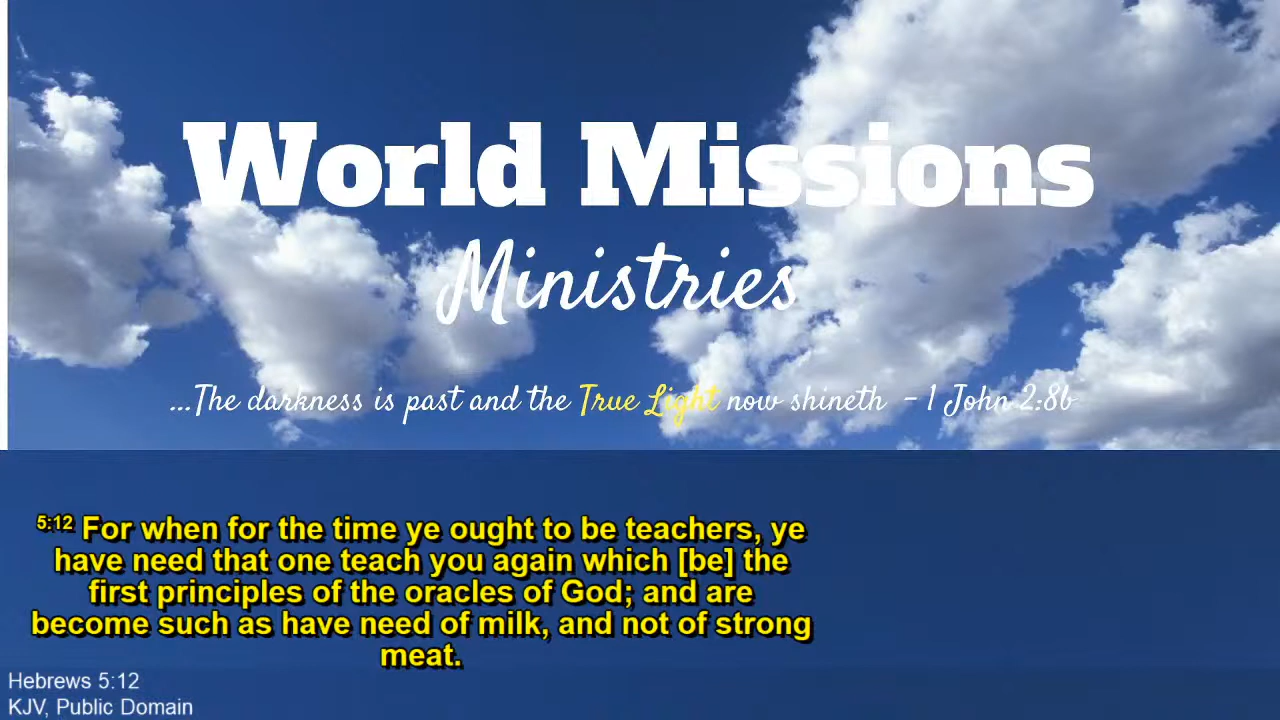 World Missions
Ministries
...The darkness is past and the True Light now shineth - 1 John 2:8b
5:12 For when for the time ye ought to be teachers, ye
have need that one teach you again which [be] the
first principles of the oracles of God; and are
become such as have need of milk, and not of strong
meat.
Hebrews 5:12
KJV, Public Domain